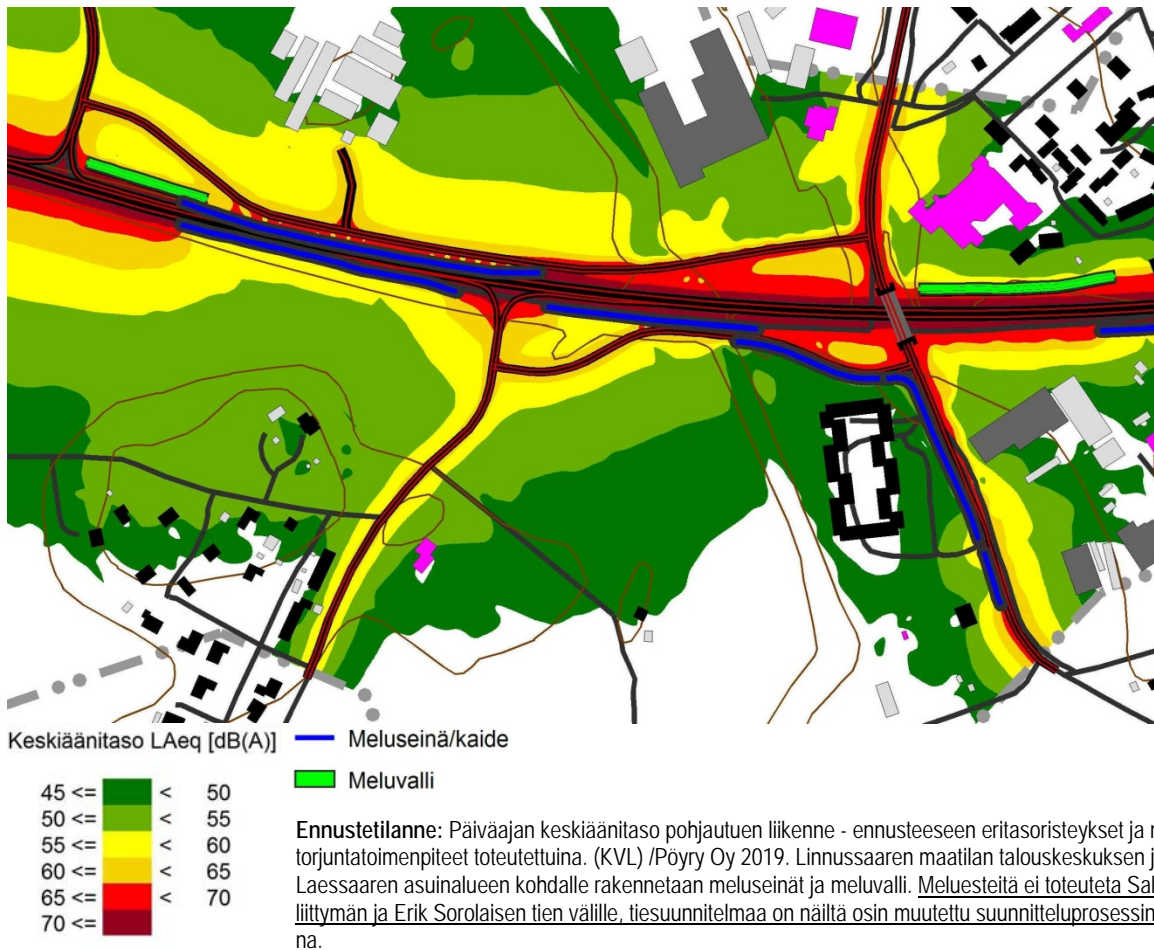 Keskiäänitaso LAeq [dB(A)]
Meluseinä/kaide
Meluvalli
45 <= < 50
50 <= < 55
55 <= < 60
60 <= < 65
65 <= < 70
70 <=
Ennustetilanne: Päiväajan keskiäänitaso pohjautuen liikenne - ennusteeseen eritasoristeykset ja
torjuntatoimenpiteet toteutettuina. (KVL) /Pöyry Oy 2019. Linnussaaren maatilan talouskeskuksen
Laessaaren asuinalueen kohdalle rakennetaan meluseinät ja meluvalli. Meluesteitä ei toteuteta
liittymän ja Erik Sorolaisen tien välille, tiesuunnitelmaa on näiltä osin muutettu
na.